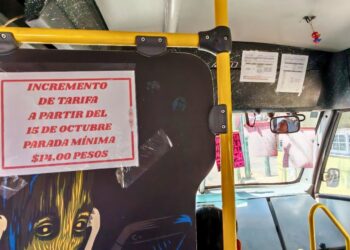 INCREMENTO
DE TARIFA
A PARTIR DEL
15 DE OCTUBRE
PARADA MÍNIMA
$14.00 PESOS